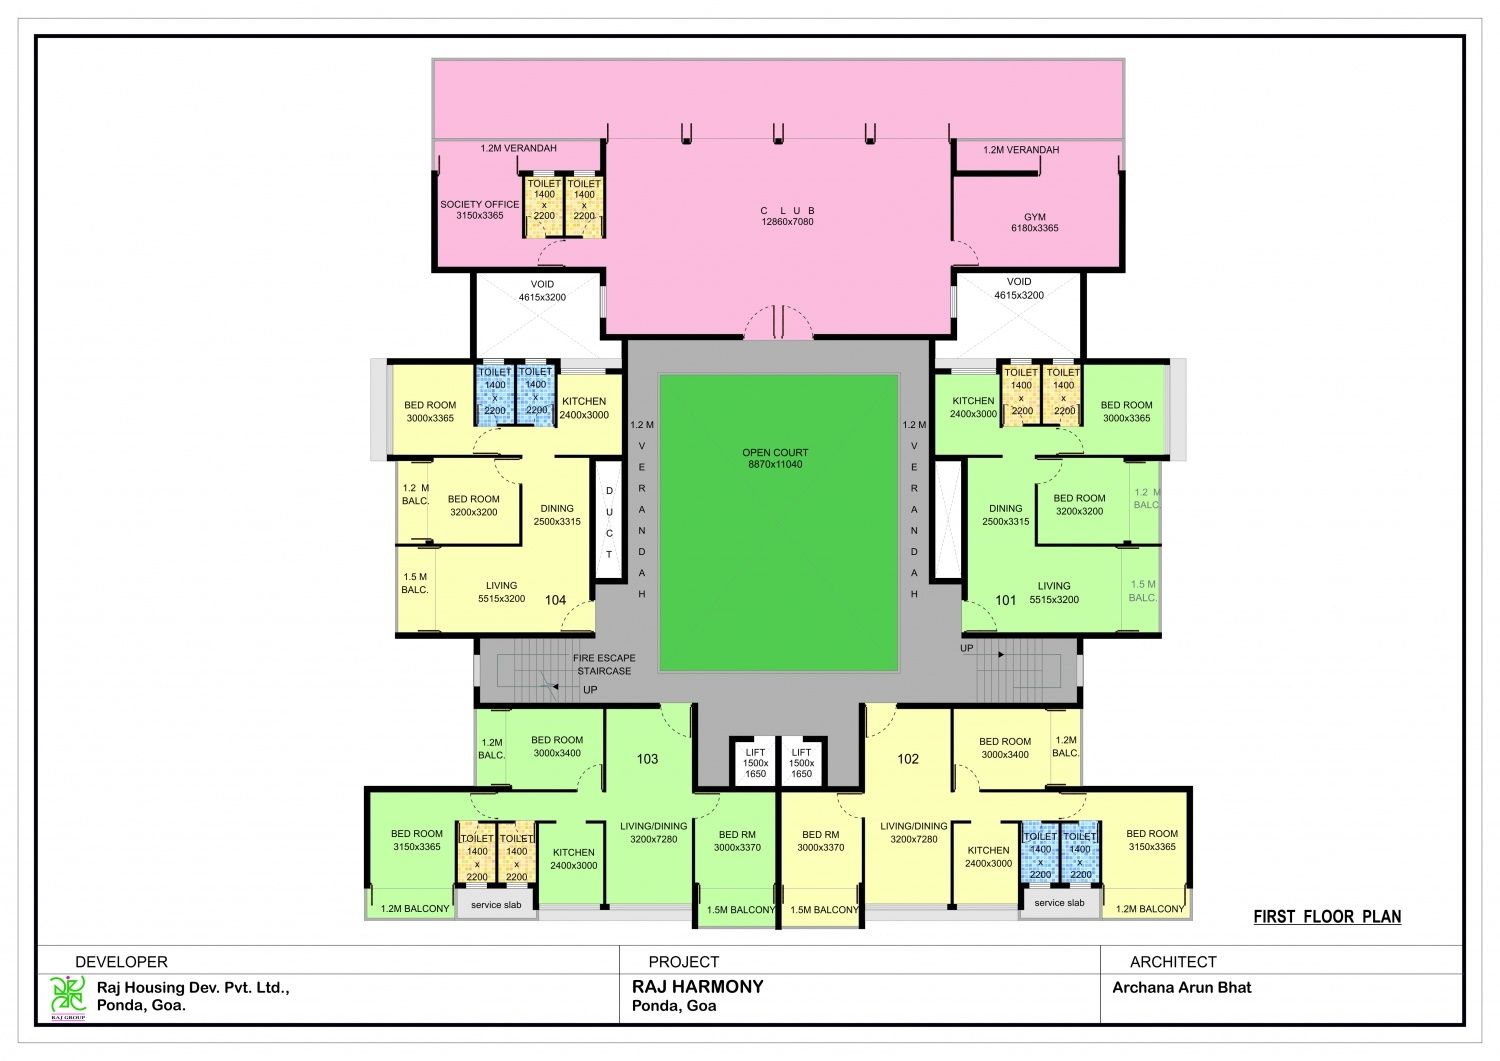 1.2M VERANDAH
1.2M VERANDAH
TOILET
1400
x
2200
TOILET
1400
x
2200
SOCIETY OFFICE
3150x3365
C L U B
12860x7080
GYM
6180x3365
VOID
4615x3200
VOID
4615x3200
TOILET
1400
x
2200
TOILET
1400
x
2200
BED ROOM
3000x3365
KITCHEN
2400x3000
KITCHEN
2400x3000
TOILET
1400
x
2200
TOILET
1400
x
2200
BED ROOM
3000x3365
1.2 M
V
E
R
A
N
D
A
H
OPEN COURT
8870x11040
1.2 M
V
E
R
A
N
D
A
H
1.2 M
BALC.
BED ROOM
3200x3200
DINING
2500x3315
D
U
C
T
DINING
2500x3315
BED ROOM
3200x3200
1.2 M
BALC.
1.5 M
BALC.
LIVING
5515x3200
104
101
LIVING
5515x3200
1.5 M
BALC.
FIRE ESCAPE
STAIRCASE
UP
UP
1.2M
BALC.
BED ROOM
3000x3400
103
LIFT
1500x
1650
LIFT
1500x
1650
102
BED ROOM
3000x3400
1.2M
BALC.
BED ROOM
3150x3365
TOILET
1400
x
2200
TOILET
1400
x
2200
KITCHEN
2400x3000
LIVING/DINING
3200x7280
BED RM
3000x3370
BED RM
3000x3370
LIVING/DINING
3200x7280
KITCHEN
2400x3000
TOILET
1400
x
2200
TOILET
1400
x
2200
BED ROOM
3150x3365
1.2M BALCONY
service slab
1.5M BALCONY
1.5M BALCONY
service slab
1.2M BALCONY
FIRST FLOOR PLAN
DEVELOPER
PROJECT
ARCHITECT
Raj Housing Dev. Pvt. Ltd.,
Ponda, Goa.
RAJ GROUP
RAJ HARMONY
Ponda, Goa
Archana Arun Bhat